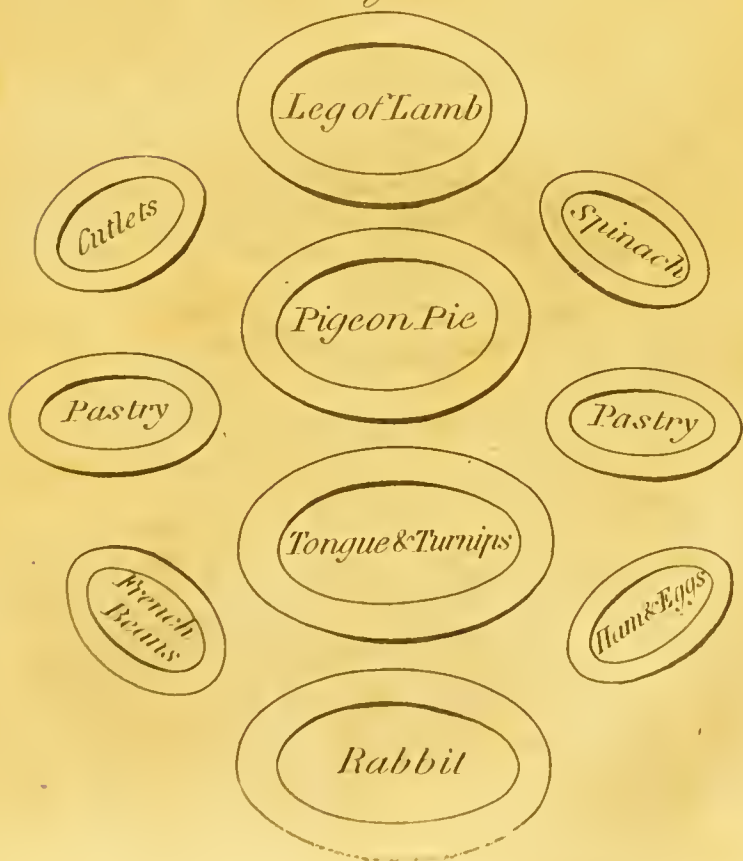 Leg of Lamb
Cutlets
Spinach
Pigeon Pie
Pastry
Pastry
Tongue & Turnips
French
Beans
Ham & Eggs
Rabbit